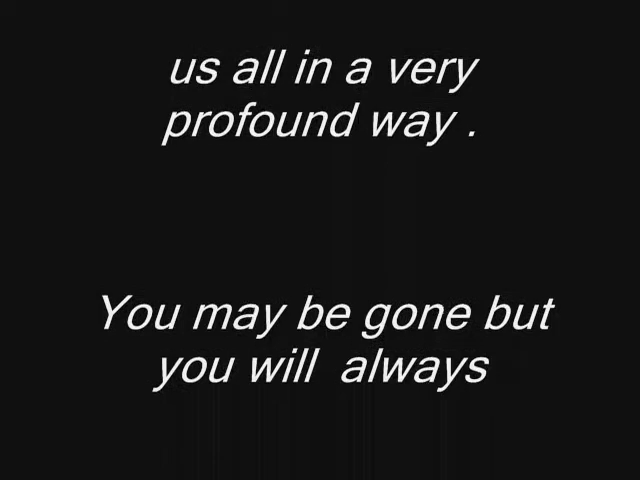 us all in a very
profound way .
You may be gone but
you will always